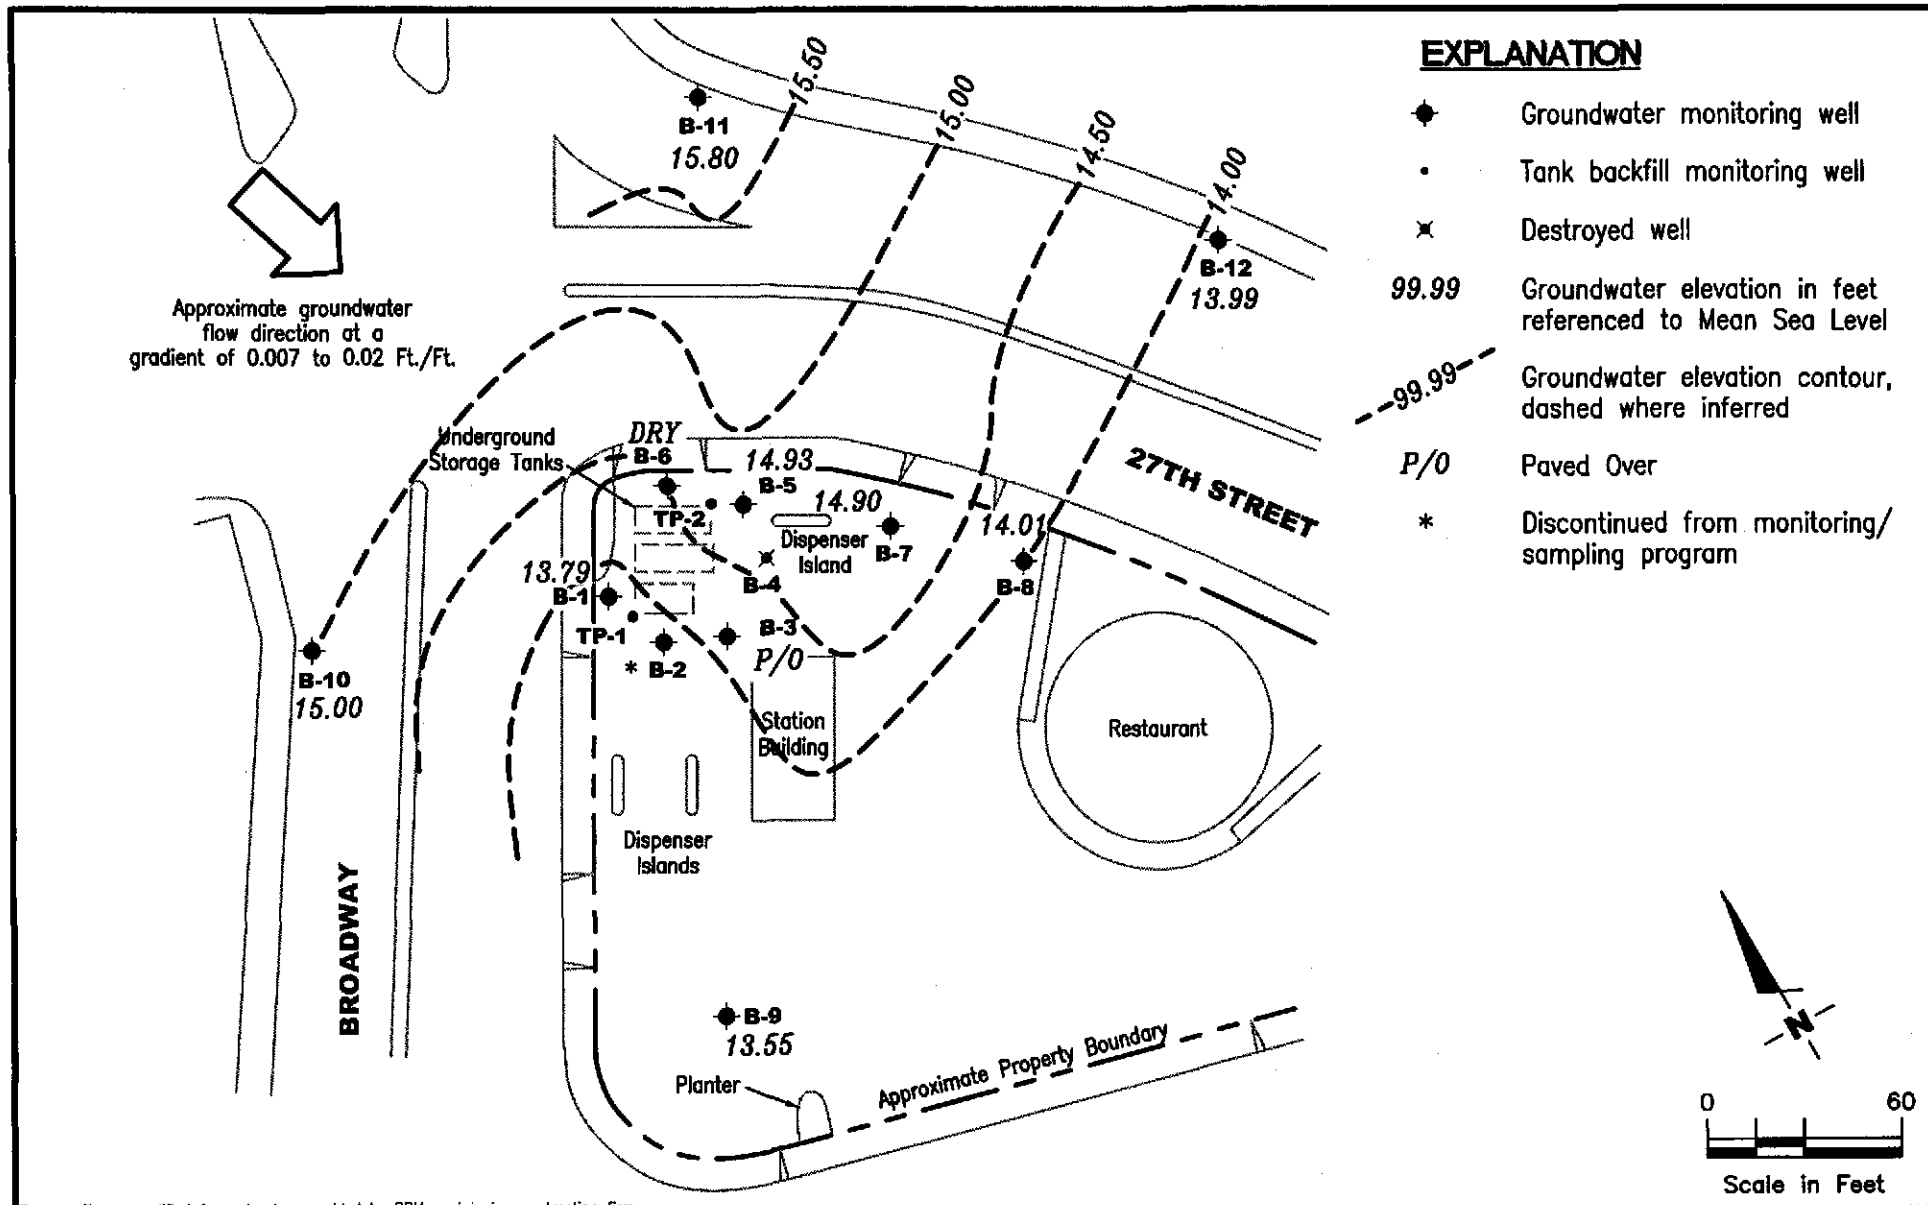 EXPLANATION
Groundwater monitoring well
Tank backfill monitoring well
Destroyed well
99.99 Groundwater elevation in feet
referenced to Mean Sea Level
99.99 Groundwater elevation contour,
dashed where inferred
P/O Paved Over
* Discontinued from monitoring/
sampling program
15.50
15.00
14.50
14.00
B-11
15.80
B-12
13.99
Approximate groundwater
flow direction at a
gradient of 0.007 to 0.02 Ft./Ft.
Underground
Storage Tanks
DRY
B-6
14.93
B-5
TP-2
14.90
B-7
Dispenser
Island
B-4
14.01
B-8
27TH STREET
13.79
B-1
TP-1
* B-2
B-3
P/O
B-10
15.00
Station
Building
Restaurant
Dispenser
Islands
BROADWAY
B-9
13.55
Planter
Approximate Property Boundary
N
0 60
Scale in Feet